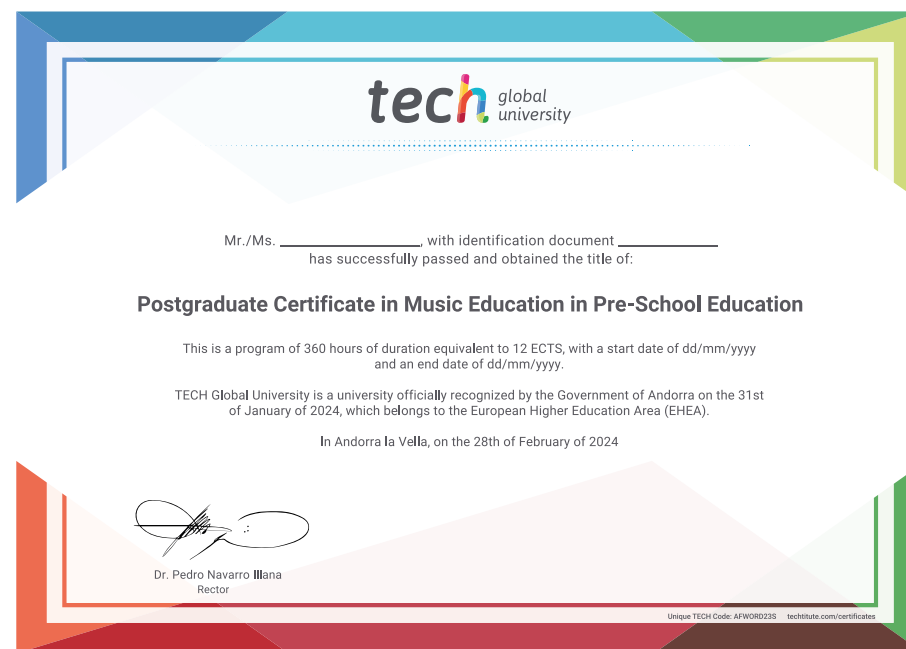 tech global university
Mr./Ms. ____________, with identification document ____________
has successfully passed and obtained the title of:
Postgraduate Certificate in Music Education in Pre-School Education
This is a program of 360 hours of duration equivalent to 12 ECTS, with a start date of dd/mm/yyyy
and an end date of dd/mm/yyyy.
TECH Global University is a university officially recognized by the Government of Andorra on the 31st
of January of 2024, which belongs to the European Higher Education Area (EHEA).
In Andorra la Vella, on the 28th of February of 2024
Dr. Pedro Navarro Illana
Rector
Unique TECH Code: AFWORD23S techtitute.com/certificates